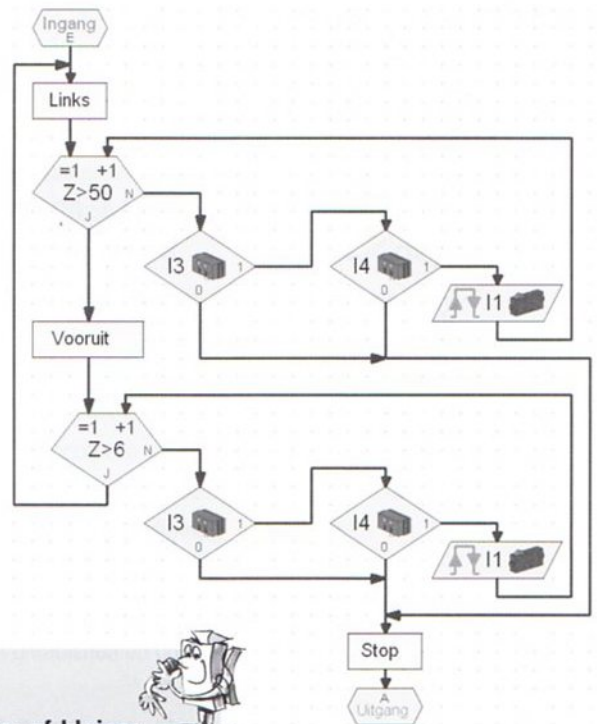 Ingang
E
Links
=1 +1
Z>50 N
J
I3 1
0
I4 1
0
I1
Vooruit
=1 +1
Z>6 N
J
I3 1
0
I4 1
0
I1
Stop
A
Uitgang